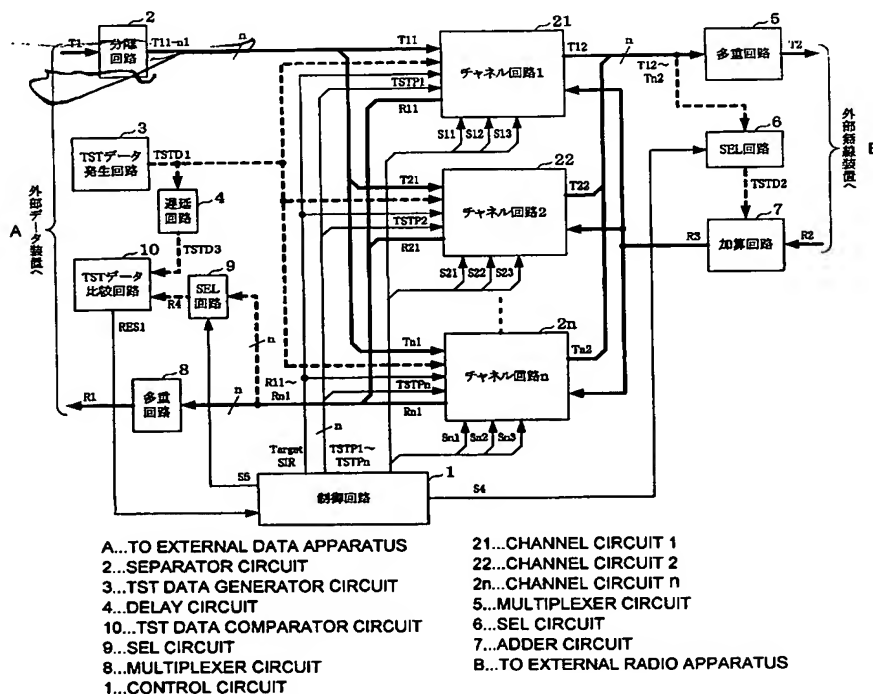 2
T1
分離
回路
T11-n1
n
21
T11
チャネル回路1
TSTP1
R11
S11
S12
S13
T12
n
T12～
Tn2
5
多重回路
T2
6
SEL回路
TSTD2
7
加算回路
R3
R2
外部無線装置へ
B
3
TSTデータ
発生回路
TSTD1
遅延
回路
4
TSTD3
外部データ装置へ
A
10
TSTデータ
比較回路
R4
9
SEL
回路
RES1
n
8
R1
多重
回路
n
R11～
Rn1
22
T21
チャネル回路2
TSTP2
R21
S21
S22
S23
T22
2n
Tn1
チャネル回路n
TSTPn
Rn1
Sn1
Sn2
Sn3
Tn2
n
Target
SIR
TSTP1～
TSTPn
S5
1
制御回路
S4
A...TO EXTERNAL DATA APPARATUS
2...SEPARATOR CIRCUIT
3...TST DATA GENERATOR CIRCUIT
4...DELAY CIRCUIT
10...TST DATA COMPARATOR CIRCUIT
9...SEL CIRCUIT
8...MULTIPLEXER CIRCUIT
1...CONTROL CIRCUIT
21...CHANNEL CIRCUIT 1
22...CHANNEL CIRCUIT 2
2n...CHANNEL CIRCUIT n
5...MULTIPLEXER CIRCUIT
6...SEL CIRCUIT
7...ADDER CIRCUIT
B...TO EXTERNAL RADIO APPARATUS